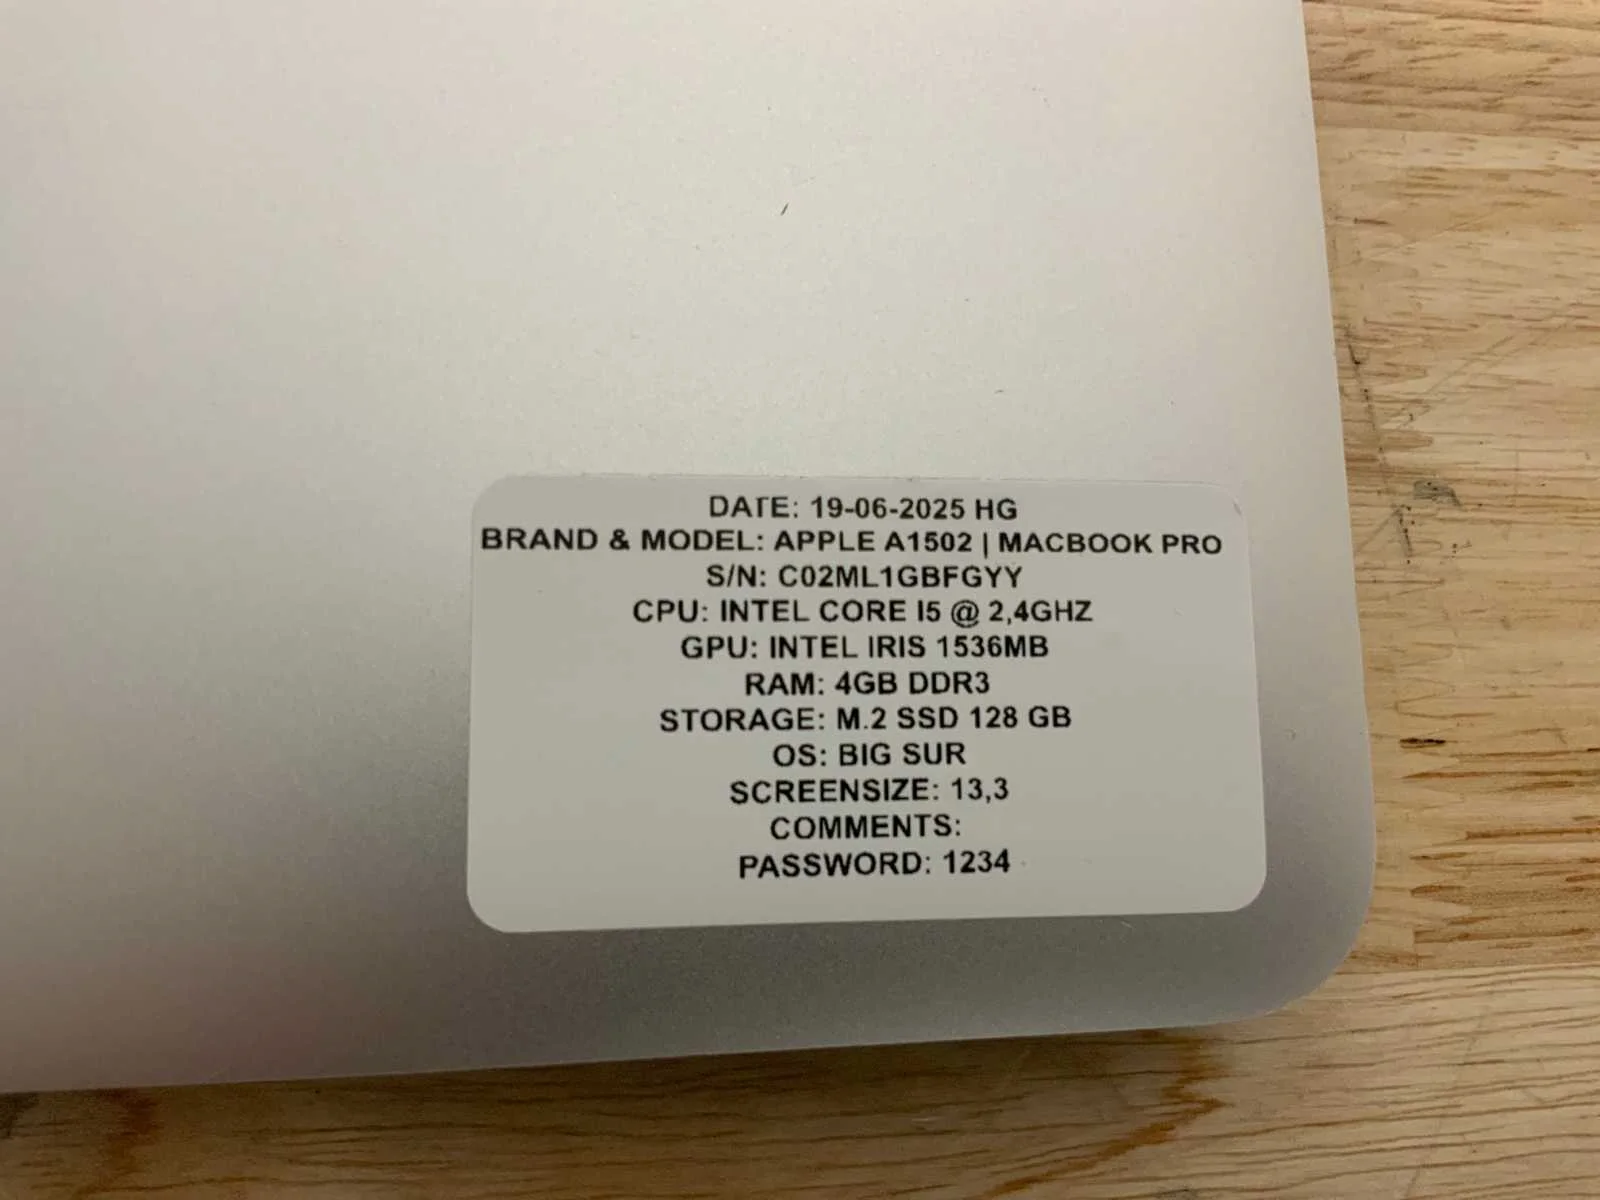 DATE: 19-06-2025 HG
BRAND & MODEL: APPLE A1502 | MACBOOK PRO
S/N: C02ML1GBFGYY
CPU: INTEL CORE I5 @ 2,4GHZ
GPU: INTEL IRIS 1536MB
RAM: 4GB DDR3
STORAGE: M.2 SSD 128 GB
OS: BIG SUR
SCREENSIZE: 13,3
COMMENTS:
PASSWORD: 1234